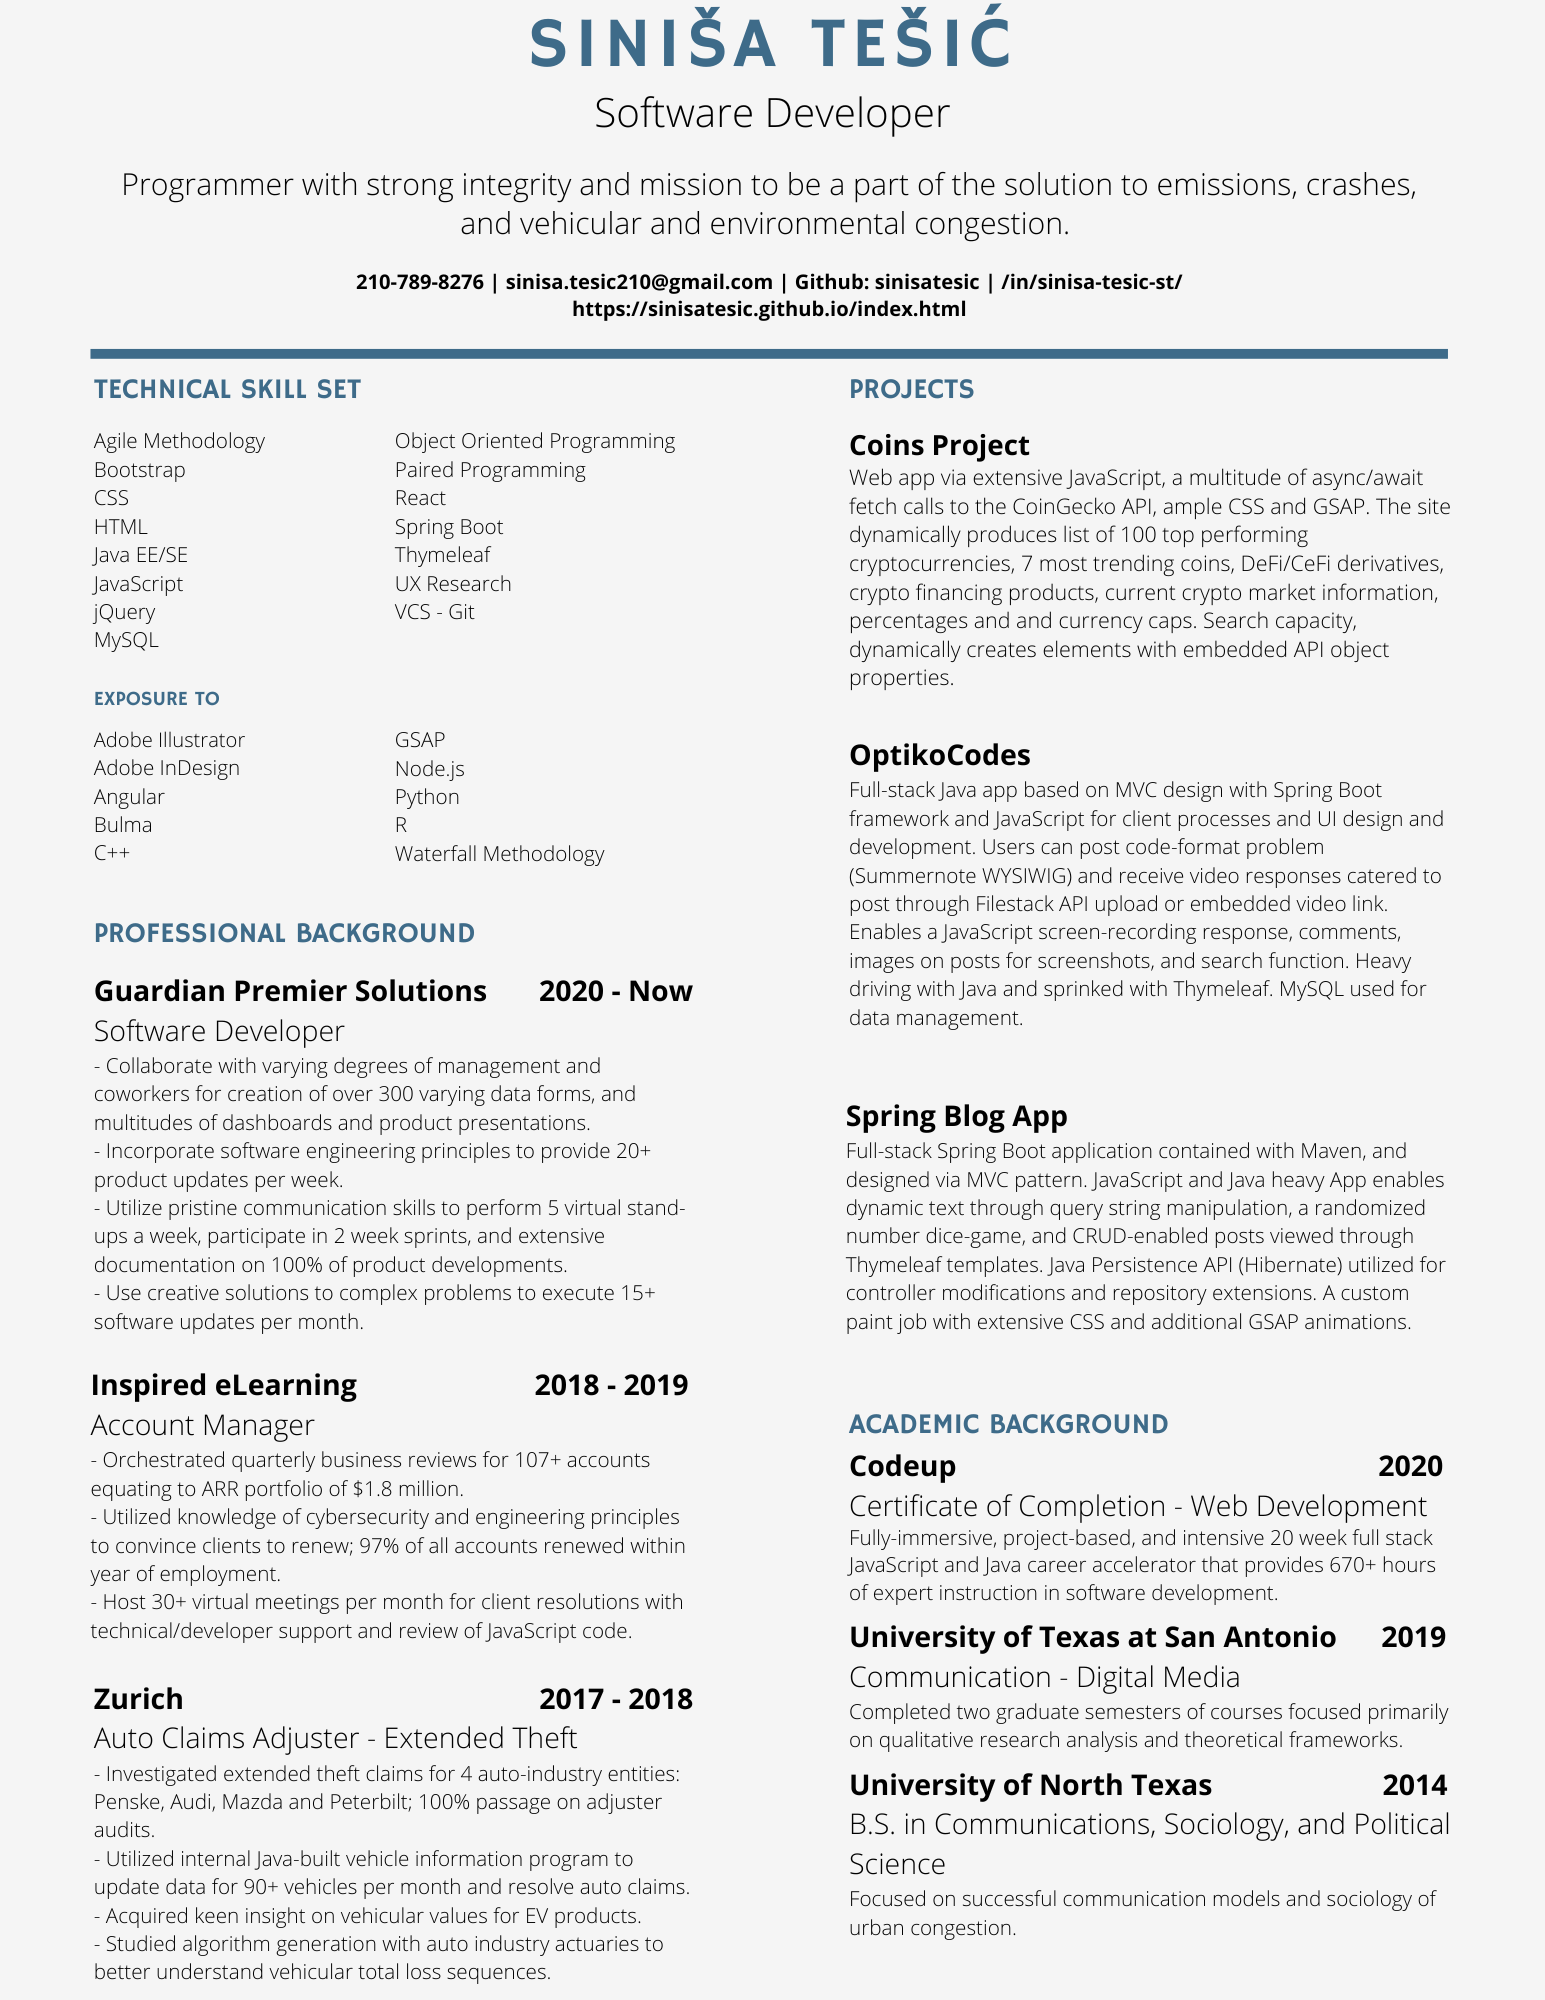 SINIŠA TEŠIĆ
Software Developer
Programmer with strong integrity and mission to be a part of the solution to emissions, crashes,
and vehicular and environmental congestion.
210-789-8276 | sinisa.tesic210@gmail.com | Github: sinisatesic | /in/sinisa-tesic-st/
https://sinisatesic.github.io/index.html
TECHNICAL SKILL SET
Agile Methodology
Bootstrap
CSS
HTML
Java EE/SE
JavaScript
jQuery
MySQL
Object Oriented Programming
Paired Programming
React
Spring Boot
Thymeleaf
UX Research
VCS - Git
EXPOSURE TO
Adobe Illustrator
Adobe InDesign
Angular
Bulma
C++
GSAP
Node.js
Python
R
Waterfall Methodology
PROFESSIONAL BACKGROUND
Guardian Premier Solutions 2020 - Now
Software Developer
- Collaborate with varying degrees of management and
coworkers for creation of over 300 varying data forms, and
multitudes of dashboards and product presentations.
- Incorporate software engineering principles to provide 20+
product updates per week.
- Utilize pristine communication skills to perform 5 virtual stand-
ups a week, participate in 2 week sprints, and extensive
documentation on 100% of product developments.
- Use creative solutions to complex problems to execute 15+
software updates per month.
Inspired eLearning 2018 - 2019
Account Manager
- Orchestrated quarterly business reviews for 107+ accounts
equating to ARR portfolio of $1.8 million.
- Utilized knowledge of cybersecurity and engineering principles
to convince clients to renew; 97% of all accounts renewed within
year of employment.
- Host 30+ virtual meetings per month for client resolutions with
technical/developer support and review of JavaScript code.
Zurich 2017 - 2018
Auto Claims Adjuster - Extended Theft
- Investigated extended theft claims for 4 auto-industry entities:
Penske, Audi, Mazda and Peterbilt; 100% passage on adjuster
audits.
- Utilized internal Java-built vehicle information program to
update data for 90+ vehicles per month and resolve auto claims.
- Acquired keen insight on vehicular values for EV products.
- Studied algorithm generation with auto industry actuaries to
better understand vehicular total loss sequences.
PROJECTS
Coins Project
Web app via extensive JavaScript, a multitude of async/await
fetch calls to the CoinGecko API, ample CSS and GSAP. The site
dynamically produces list of 100 top performing
cryptocurrencies, 7 most trending coins, DeFi/CeFi derivatives,
crypto financing products, current crypto market information,
percentages and and currency caps. Search capacity,
dynamically creates elements with embedded API object
properties.
OptikoCodes
Full-stack Java app based on MVC design with Spring Boot
framework and JavaScript for client processes and UI design and
development. Users can post code-format problem
(Summernote WYSIWIG) and receive video responses catered to
post through Filestack API upload or embedded video link.
Enables a JavaScript screen-recording response, comments,
images on posts for screenshots, and search function. Heavy
driving with Java and sprinked with Thymeleaf. MySQL used for
data management.
Spring Blog App
Full-stack Spring Boot application contained with Maven, and
designed via MVC pattern. JavaScript and Java heavy App enables
dynamic text through query string manipulation, a randomized
number dice-game, and CRUD-enabled posts viewed through
Thymeleaf templates. Java Persistence API (Hibernate) utilized for
controller modifications and repository extensions. A custom
paint job with extensive CSS and additional GSAP animations.
ACADEMIC BACKGROUND
Codeup 2020
Certificate of Completion - Web Development
Fully-immersive, project-based, and intensive 20 week full stack
JavaScript and Java career accelerator that provides 670+ hours
of expert instruction in software development.
University of Texas at San Antonio 2019
Communication - Digital Media
Completed two graduate semesters of courses focused primarily
on qualitative research analysis and theoretical frameworks.
University of North Texas 2014
B.S. in Communications, Sociology, and Political
Science
Focused on successful communication models and sociology of
urban congestion.